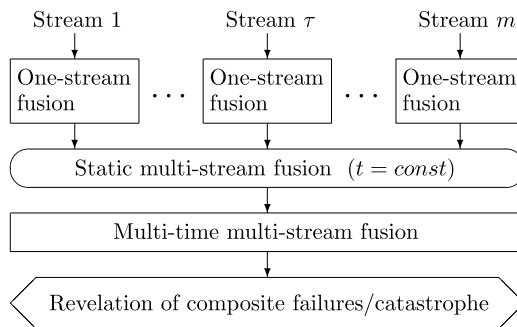 Stream 1 Stream τ Stream m
One-stream fusion ... One-stream fusion ... One-stream fusion
Static multi-stream fusion (t = const)
Multi-time multi-stream fusion
Revelation of composite failures/catastrophe